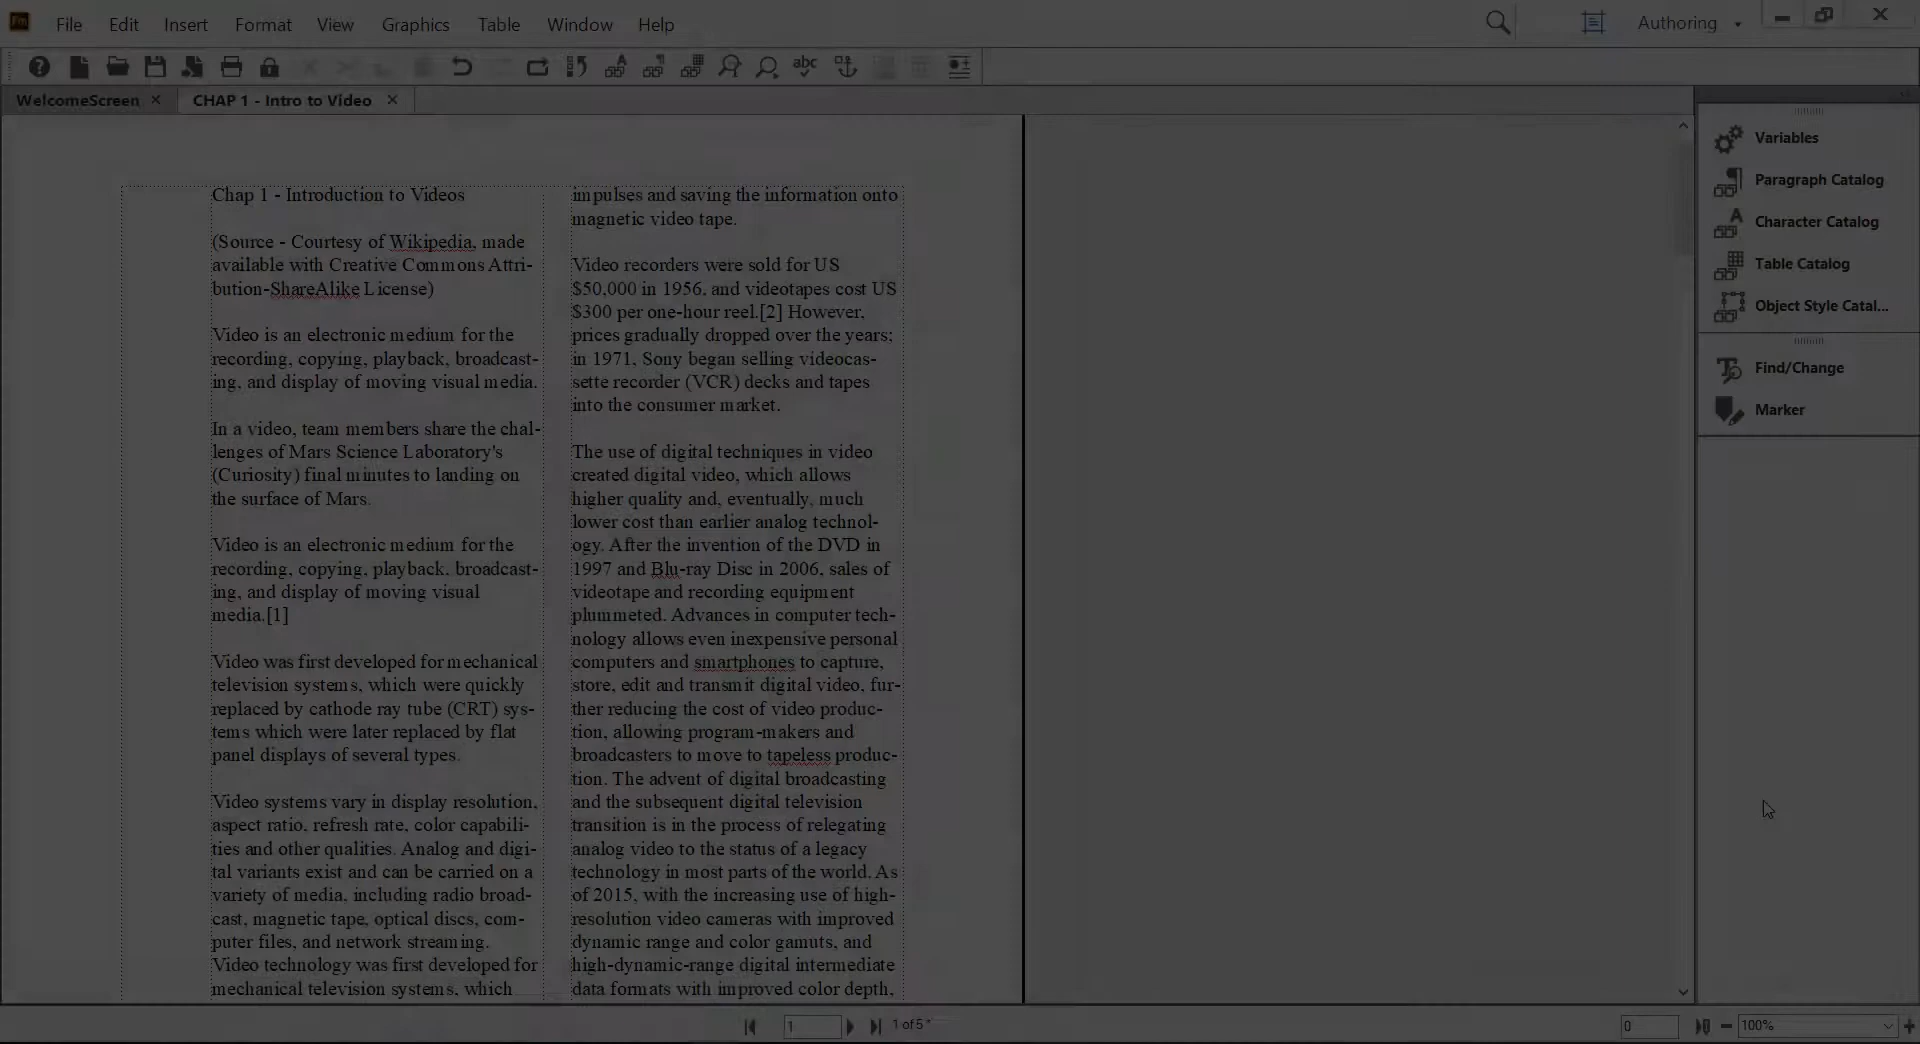 Fm File Edit Insert Format View Graphics Table Window Help Authoring
abc
WelcomeScreen CHAP 1 - Intro to Video
Chap 1 - Introduction to Videos
(Source - Courtesy of Wikipedia, made
available with Creative Commons Attri-
bution-ShareAlike License)
Video is an electronic medium for the
recording, copying, playback, broadcast-
ing, and display of moving visual media.
In a video, team members share the chal-
lenges of Mars Science Laboratory's
(Curiosity) final minutes to landing on
the surface of Mars.
Video is an electronic medium for the
recording, copying, playback, broadcast-
ing, and display of moving visual
media.[1]
Video was first developed for mechanical
television systems, which were quickly
replaced by cathode ray tube (CRT) sys-
tems which were later replaced by flat
panel displays of several types.
Video systems vary in display resolution,
aspect ratio, refresh rate, color capabili-
ties and other qualities. Analog and digi-
tal variants exist and can be carried on a
variety of media, including radio broad-
cast, magnetic tape, optical discs, com-
puter files, and network streaming.
Video technology was first developed for
mechanical television systems, which
impulses and saving the information onto
magnetic video tape.
Video recorders were sold for US
$50,000 in 1956, and videotapes cost US
$300 per one-hour reel.[2] However,
prices gradually dropped over the years;
in 1971, Sony began selling videocas-
sette recorder (VCR) decks and tapes
into the consumer market.
The use of digital techniques in video
created digital video, which allows
higher quality and, eventually, much
lower cost than earlier analog technol-
ogy. After the invention of the DVD in
1997 and Blu-ray Disc in 2006, sales of
videotape and recording equipment
plummeted. Advances in computer tech-
nology allows even inexpensive personal
computers and smartphones to capture,
store, edit and transmit digital video, fur-
ther reducing the cost of video produc-
tion, allowing program-makers and
broadcasters to move to tapeless produc-
tion. The advent of digital broadcasting
and the subsequent digital television
transition is in the process of relegating
analog video to the status of a legacy
technology in most parts of the world. As
of 2015, with the increasing use of high-
resolution video cameras with improved
dynamic range and color gamuts, and
high-dynamic-range digital intermediate
data formats with improved color depth,
Variables
Paragraph Catalog
Character Catalog
Table Catalog
Object Style Catal...
Find/Change
Marker
1 1 of 5 * 0 100%